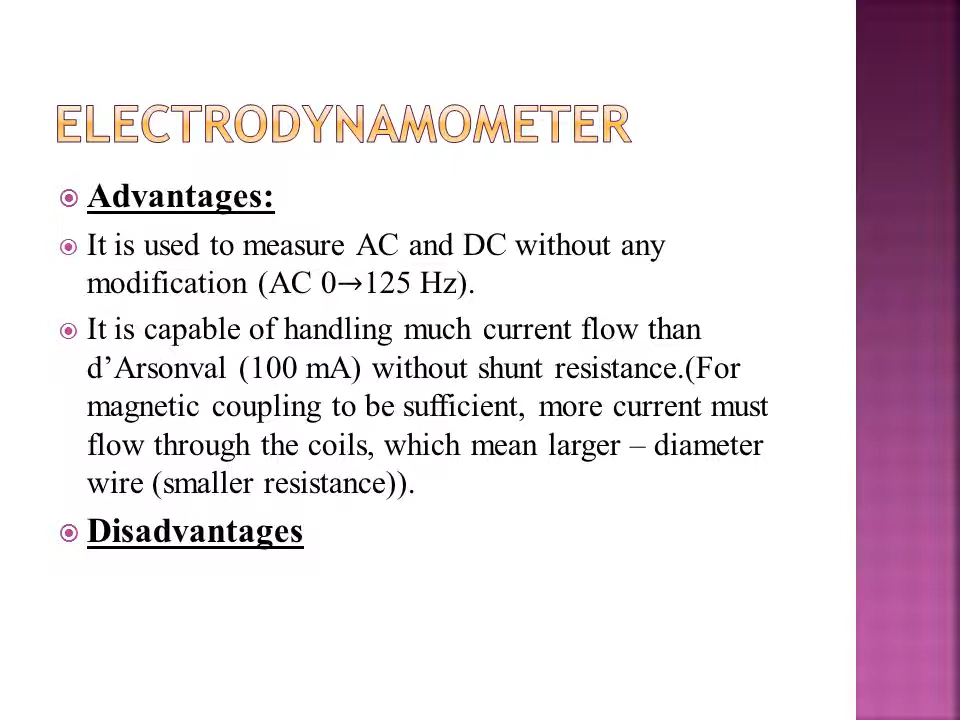 ELECTRODYNAMOMETER
Advantages:
It is used to measure AC and DC without any
modification (AC 0→125 Hz).
It is capable of handling much current flow than
d’Arsonval (100 mA) without shunt resistance.(For
magnetic coupling to be sufficient, more current must
flow through the coils, which mean larger – diameter
wire (smaller resistance)).
Disadvantages